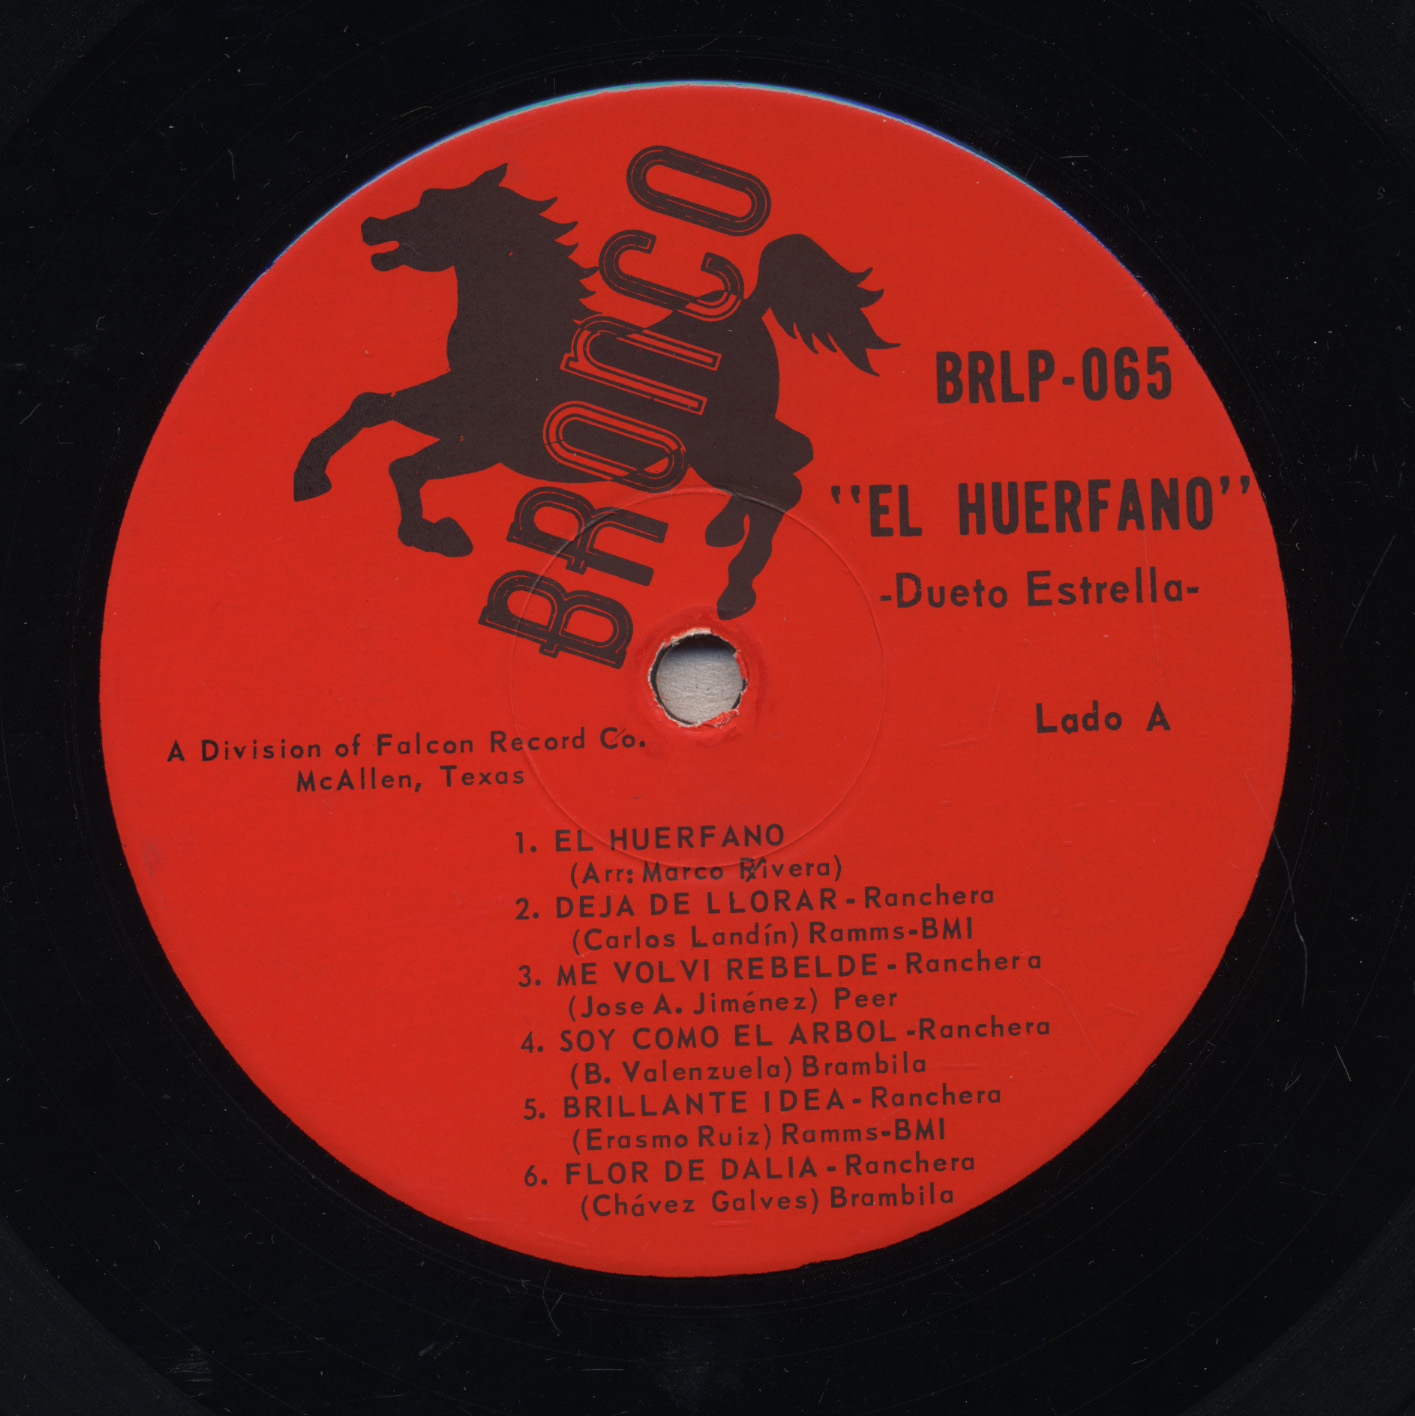 BRONCO
BRLP-065
"EL HUERFANO"
-Dueto Estrella-
Lado A
A Division of Falcon Record Co.
McAllen, Texas
1. EL HUERFANO
(Arr: Marco Rivera)
2. DEJA DE LLORAR-Ranchera
(Carlos Landín) Ramms-BMI
3. ME VOLVI REBELDE-Ranchera
(Jose A. Jiménez) Peer
4. SOY COMO EL ARBOL-Ranchera
(B. Valenzuela) Brambila
5. BRILLANTE IDEA-Ranchera
(Erasmo Ruiz) Ramms-BMI
6. FLOR DE DALIA-Ranchera
(Chávez Galves) Brambila